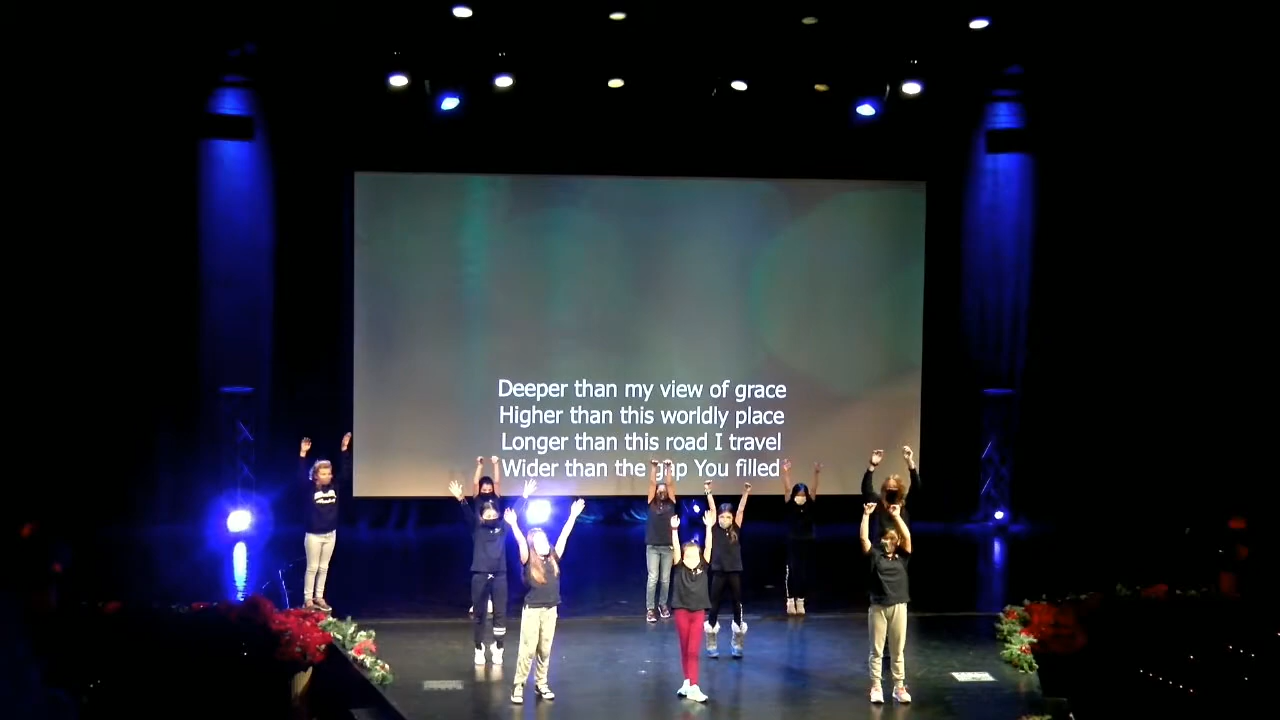 Deeper than my view of grace
Higher than this worldly place
Longer than this road I travel
Wider than the gap You filled